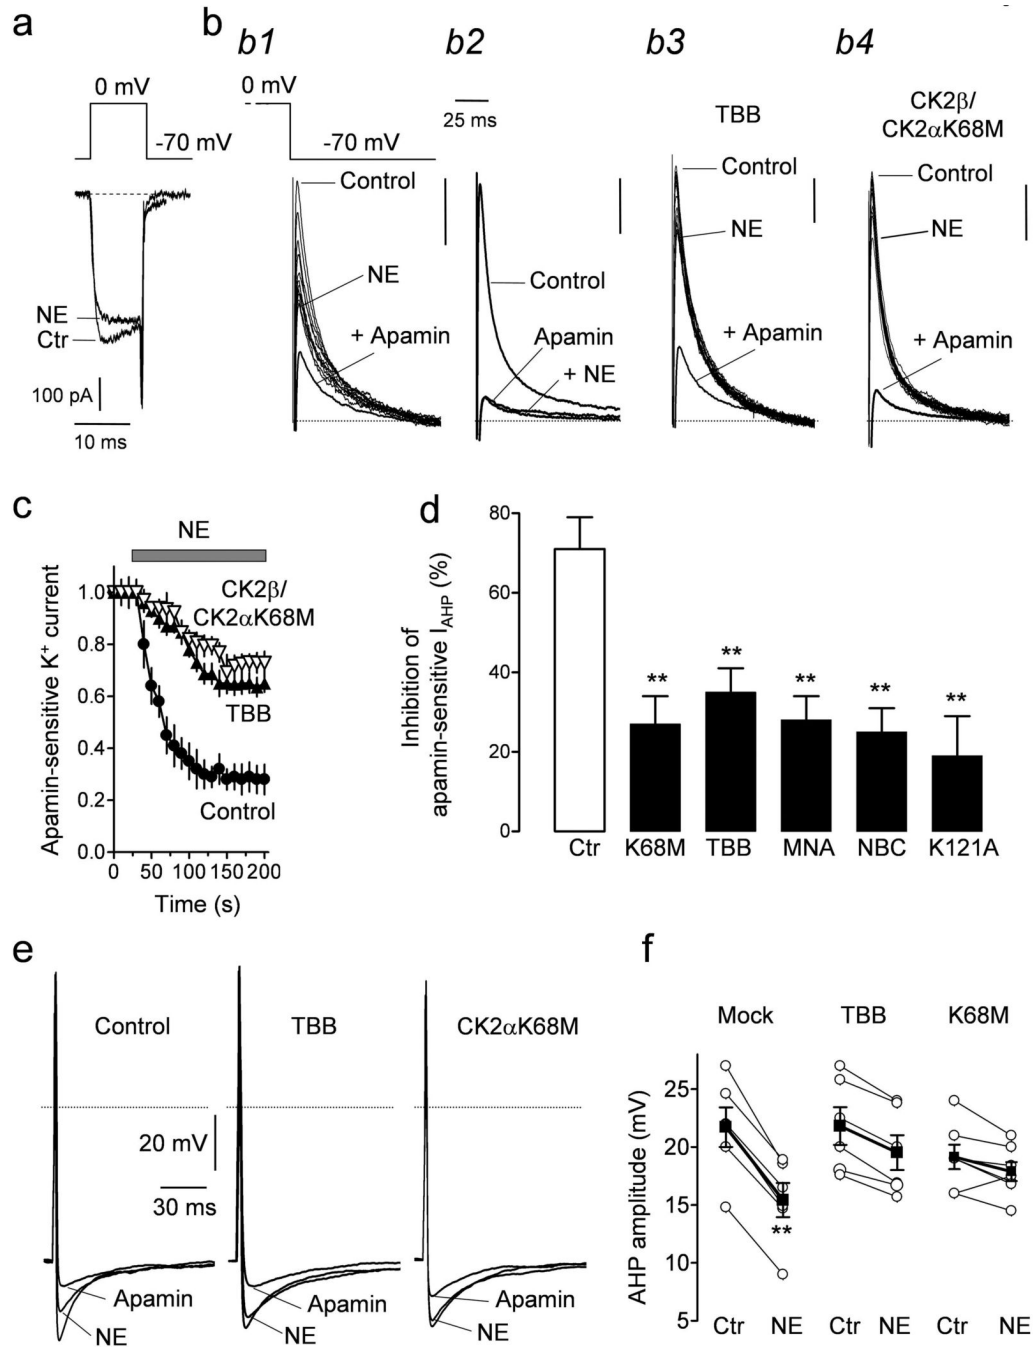 a
b
b1
b2
b3
b4
0 mV
-70 mV
NE
Ctr
100 pA
10 ms
0 mV
-70 mV
Control
NE
+ Apamin
25 ms
Control
Apamin
+ NE
TBB
Control
NE
+ Apamin
CK2β/
CK2αK68M
Control
NE
+ Apamin
c
NE
CK2β/
CK2αK68M
TBB
Control
Apamin-sensitive K⁺ current
1.0
0.8
0.6
0.4
0.2
0.0
0 50 100 150 200
Time (s)
d
Inhibition of
apamin-sensitive I_AHP (%)
80
60
40
20
0
** ** ** ** **
Ctr K68M TBB MNA NBC K121A
e
Control
TBB
CK2αK68M
20 mV
30 ms
Apamin
NE
Apamin
NE
Apamin
NE
f
Mock TBB K68M
AHP amplitude (mV)
25
20
15
10
5
**
Ctr NE Ctr NE Ctr NE